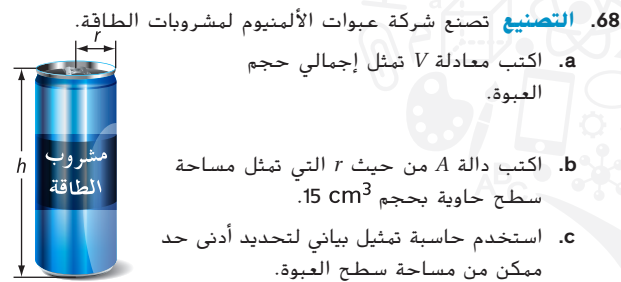 68. التصنيع تصنع شركة عبوات الألمنيوم لمشروبات الطاقة.
r
a. اكتب معادلة V تمثل إجمالي حجم
العبوة.
h
مشروب
الطاقة
b. اكتب دالة A من حيث r التي تمثل مساحة
سطح حاوية بحجم 15 cm³.
c. استخدم حاسبة تمثيل بياني لتحديد أدنى حد
ممكن من مساحة سطح العبوة.